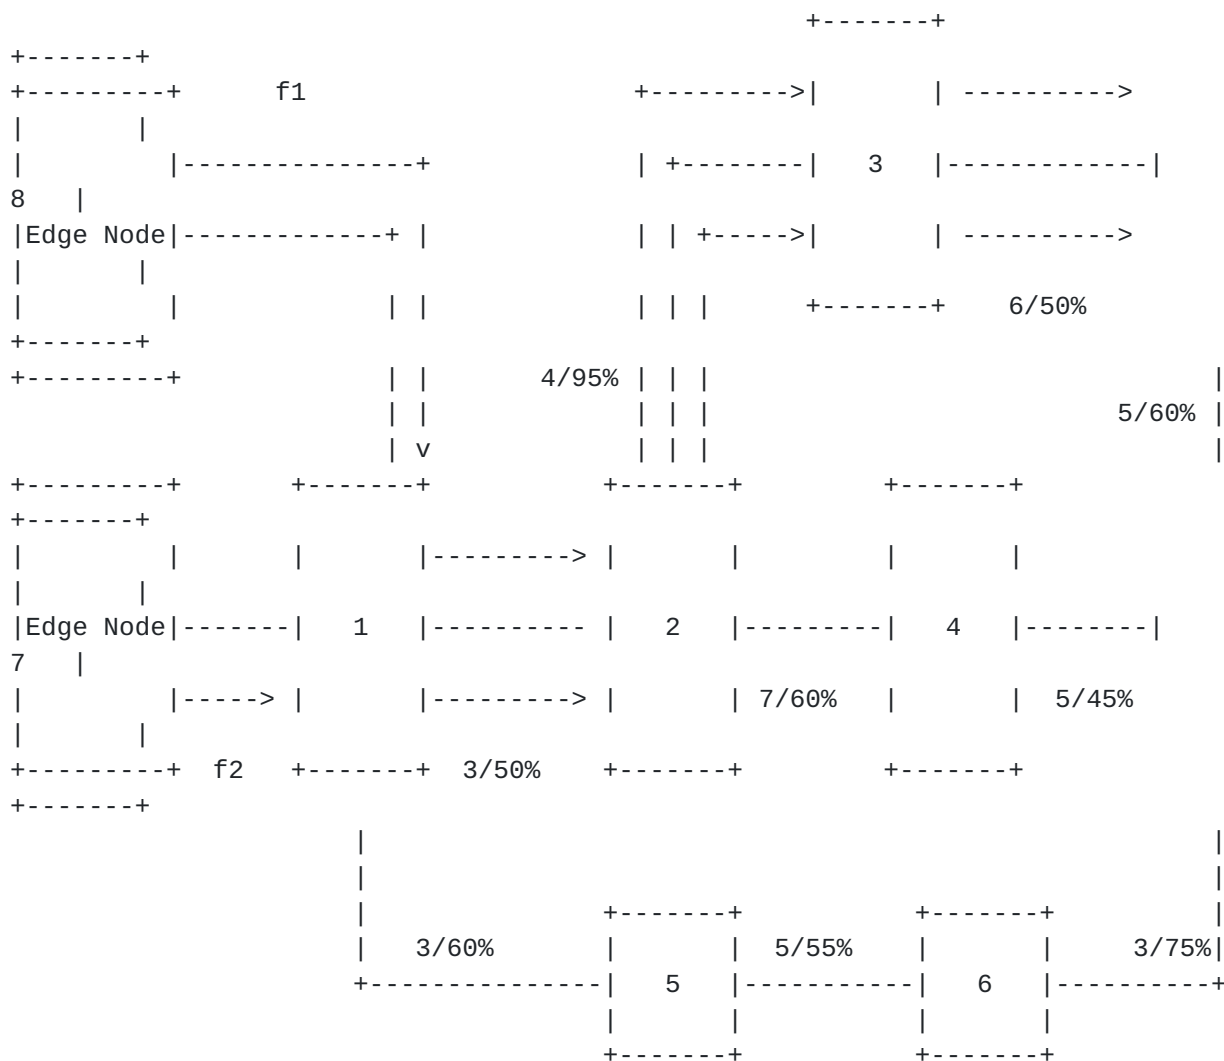 +-------+
+-------+
+---------+      f1                     +--------->|       | ---------->
|       |
|         |---------------+             | +--------|   3   |-------------|
8   |
|Edge Node|-------------+ |             | | +----->|       | ---------->
|       |
|         |             | |             | | |      +-------+    6/50%
+-------+
+---------+             | |       4/95% | | |                                |
                        | |             | | |                          5/60% |
                        | v             | | |                                |
+---------+       +-------+           +-------+         +-------+
+-------+
|         |       |       |---------> |       |         |       |
|       |
|Edge Node|-------|   1   |---------- |   2   |---------|   4   |--------|
7   |
|         |-----> |       |---------> |       | 7/60%   |       |  5/45%
|       |
+---------+  f2   +-------+  3/50%    +-------+         +-------+
+-------+
                      |                                                      |
                      |                                                      |
                      |               +-------+           +-------+          |
                      |   3/60%       |       |  5/55%    |       |     3/75%|
                      +---------------|   5   |-----------|   6   |----------+
                                      |       |           |       |
                                      +-------+           +-------+